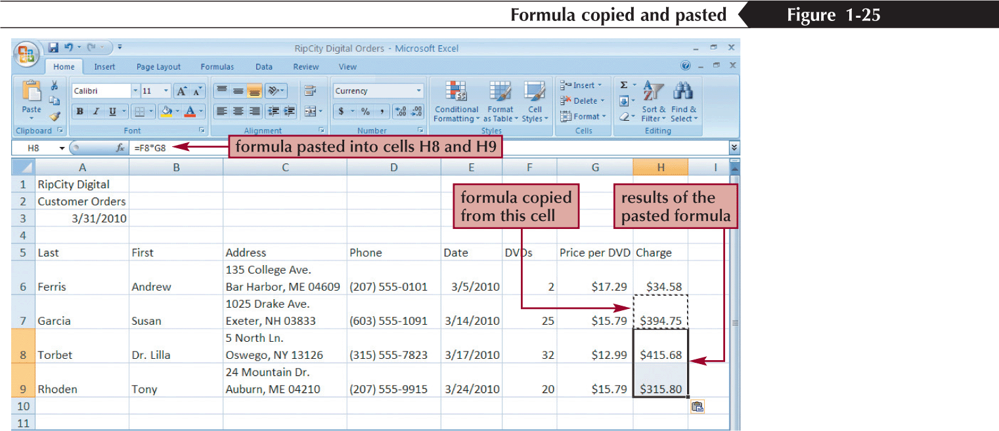 Formula copied and pasted Figure 1-25
RipCity Digital Orders - Microsoft Excel
Home Insert Page Layout Formulas Data Review View
Calibri 11 A A Currency Insert Σ
Paste B I U A $ % , .00 .00 Conditional Formatting as Table Format Cell Styles Delete Sort & Filter Find & Select
Format
Clipboard Font Alignment Number Styles Cells Editing
H8 fx =F8*G8 formula pasted into cells H8 and H9
A B C D E F G H I
1 RipCity Digital
2 Customer Orders
3 3/31/2010
formula copied
from this cell
results of the
pasted formula
4
5 Last First Address Phone Date DVDs Price per DVD Charge
135 College Ave.
6 Ferris Andrew Bar Harbor, ME 04609 (207) 555-0101 3/5/2010 2 $17.29 $34.58
1025 Drake Ave.
7 Garcia Susan Exeter, NH 03833 (603) 555-1091 3/14/2010 25 $15.79 $394.75
5 North Ln.
8 Torbet Dr. Lilla Oswego, NY 13126 (315) 555-7823 3/17/2010 32 $12.99 $415.68
24 Mountain Dr.
9 Rhoden Tony Auburn, ME 04210 (207) 555-9915 3/24/2010 20 $15.79 $315.80
10
11